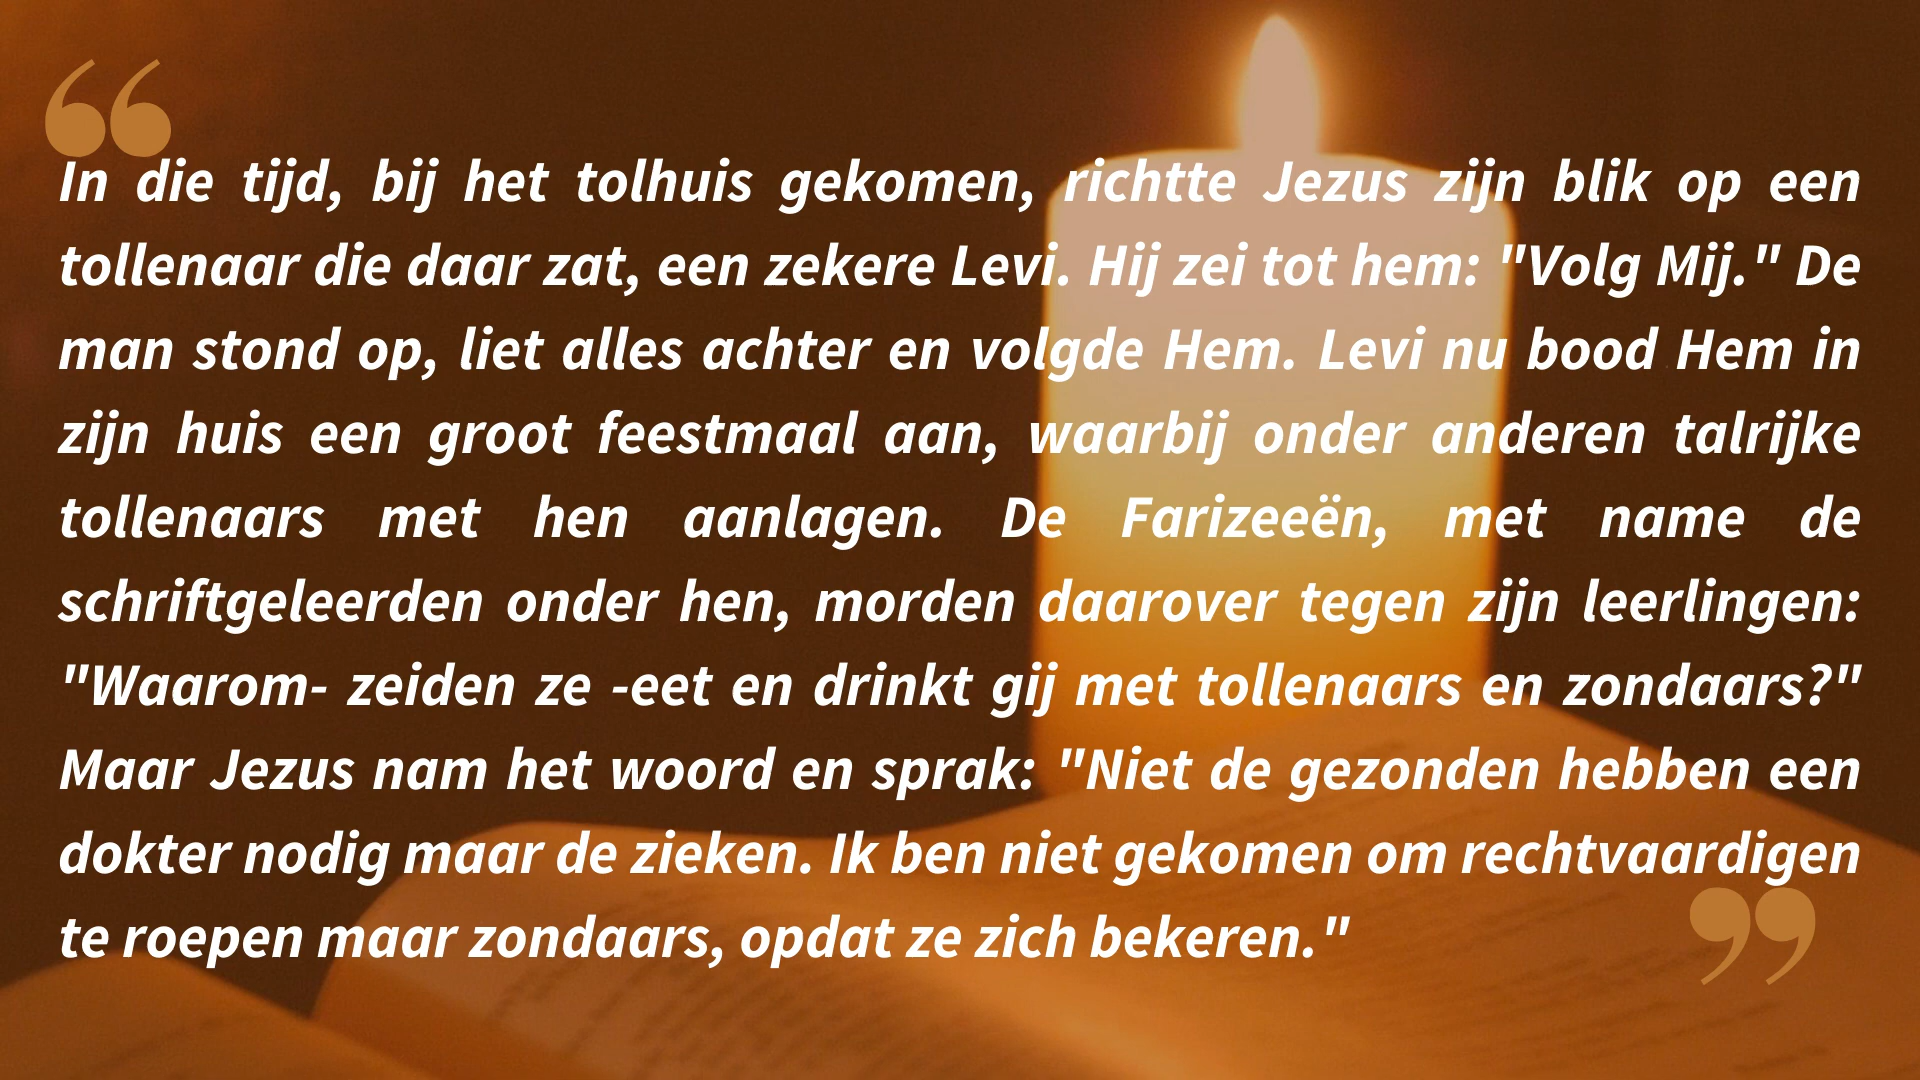 In die tijd, bij het tolhuis gekomen, richtte Jezus zijn blik op een
tollenaar die daar zat, een zekere Levi. Hij zei tot hem: "Volg Mij." De
man stond op, liet alles achter en volgde Hem. Levi nu bood Hem in
zijn huis een groot feestmaal aan, waarbij onder anderen talrijke
tollenaars met hen aanlagen. De Farizeeën, met name de
schriftgeleerden onder hen, morden daarover tegen zijn leerlingen:
"Waarom- zeiden ze -eet en drinkt gij met tollenaars en zondaars?"
Maar Jezus nam het woord en sprak: "Niet de gezonden hebben een
dokter nodig maar de zieken. Ik ben niet gekomen om rechtvaardigen
te roepen maar zondaars, opdat ze zich bekeren."